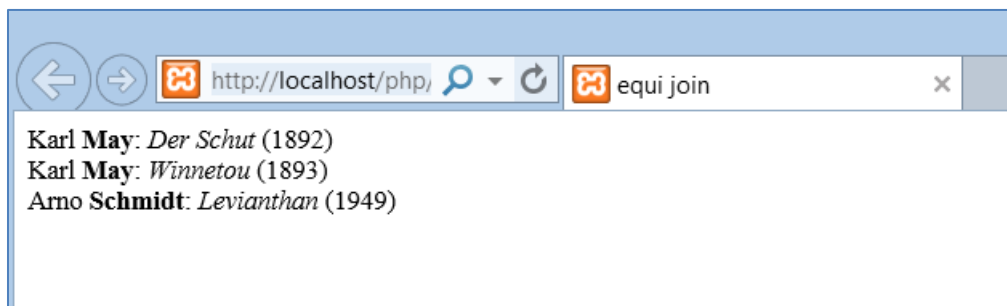 http://localhost/php/
equi join
Karl May: Der Schut (1892)
Karl May: Winnetou (1893)
Arno Schmidt: Levianthan (1949)